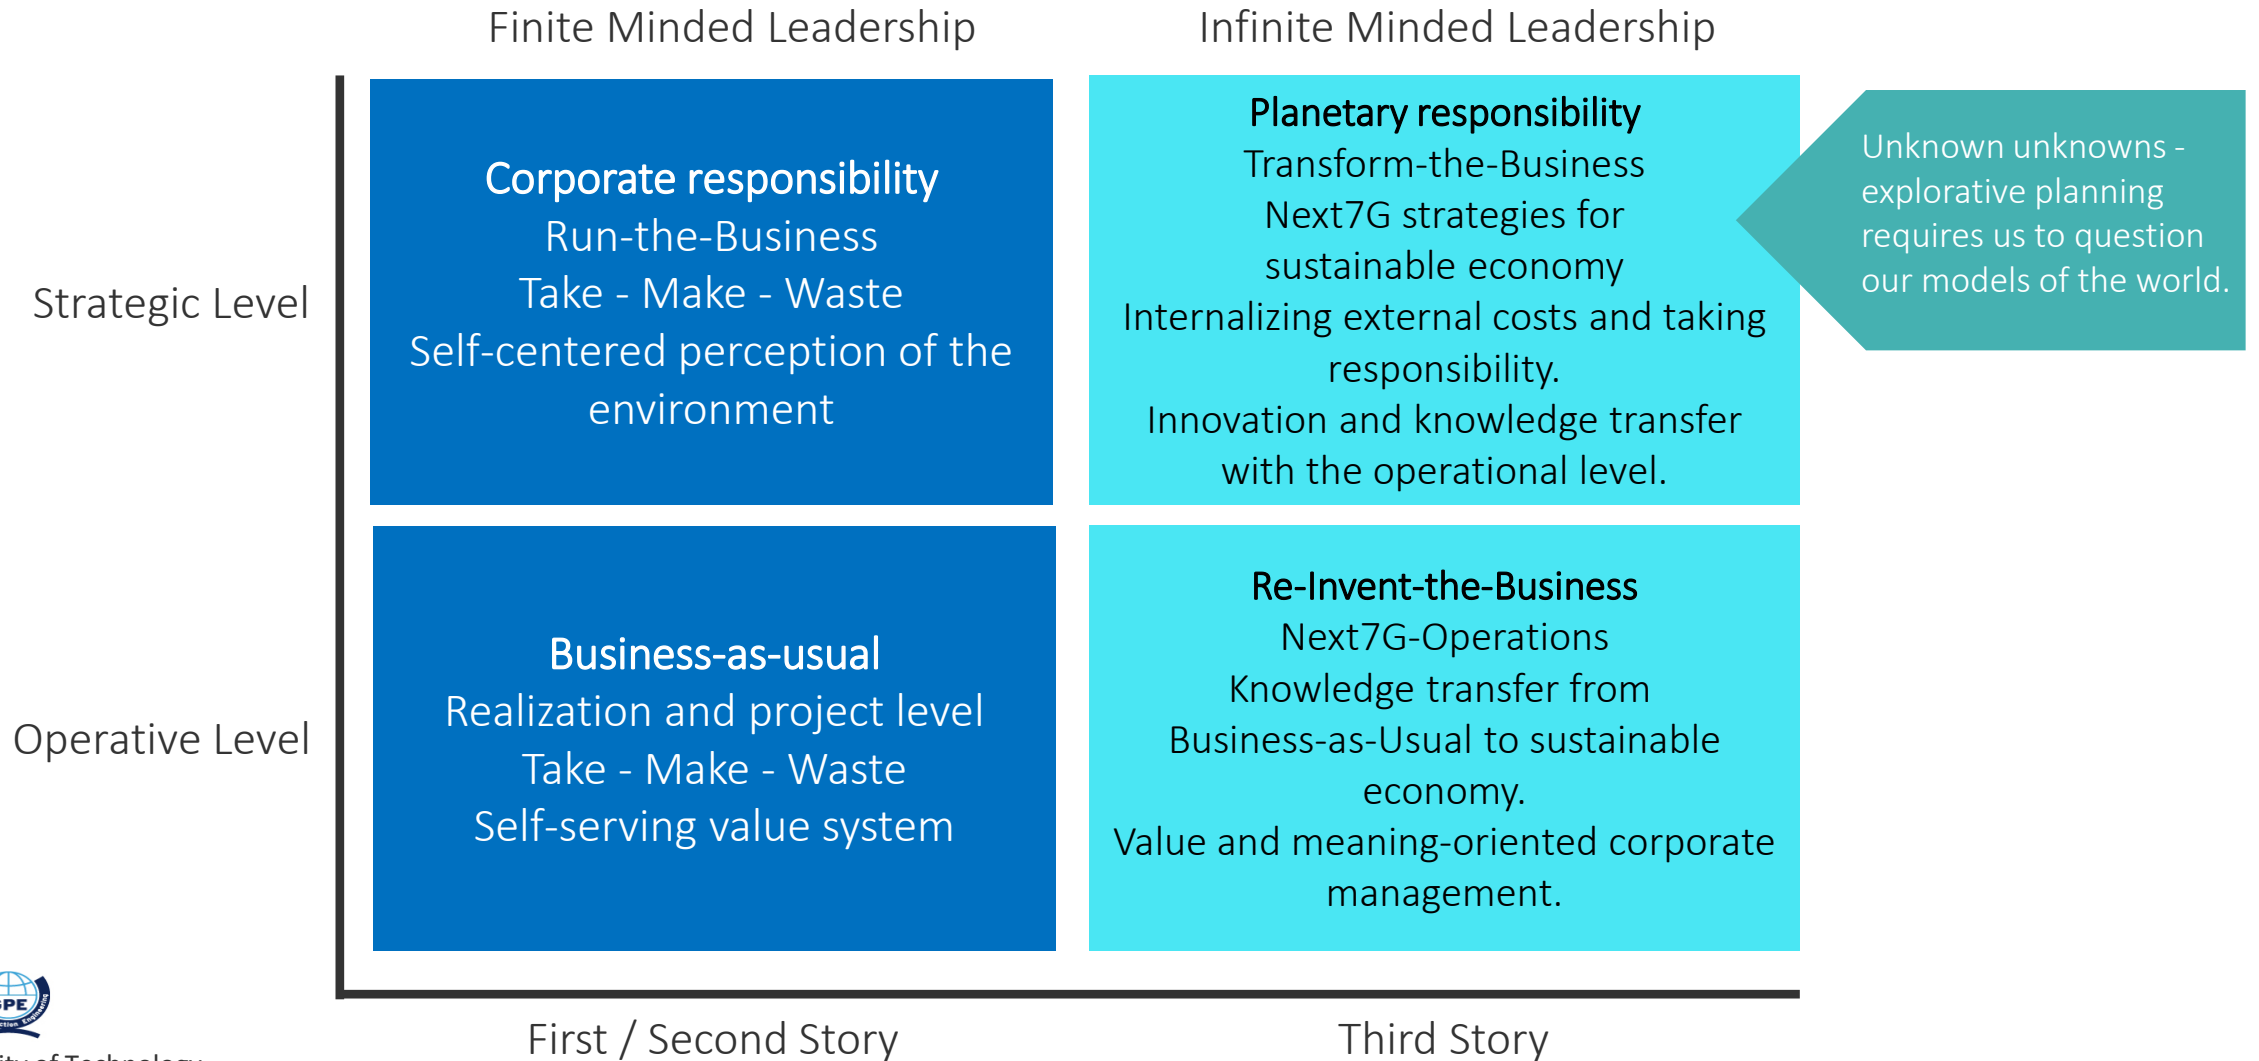 Finite Minded Leadership
Infinite Minded Leadership
Strategic Level
Corporate responsibility
Run-the-Business
Take - Make - Waste
Self-centered perception of the
environment
Planetary responsibility
Transform-the-Business
Next7G strategies for
sustainable economy
Internalizing external costs and taking
responsibility.
Innovation and knowledge transfer
with the operational level.
Unknown unknowns -
explorative planning
requires us to question
our models of the world.
Operative Level
Business-as-usual
Realization and project level
Take - Make - Waste
Self-serving value system
Re-Invent-the-Business
Next7G-Operations
Knowledge transfer from
Business-as-Usual to sustainable
economy.
Value and meaning-oriented corporate
management.
First / Second Story
Third Story
of Technology